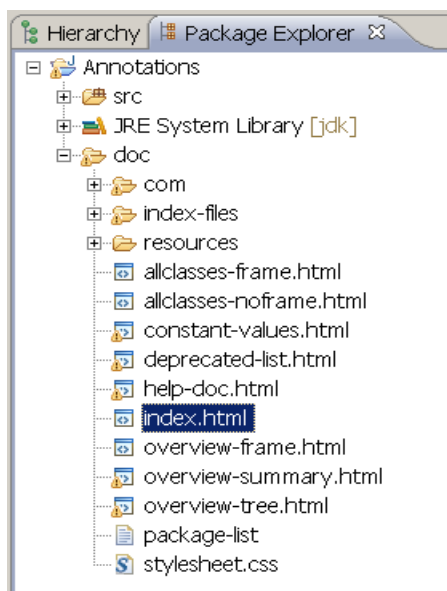 Hierarchy Package Explorer
Annotations
src
JRE System Library [jdk]
doc
com
index-files
resources
allclasses-frame.html
allclasses-noframe.html
constant-values.html
deprecated-list.html
help-doc.html
index.html
overview-frame.html
overview-summary.html
overview-tree.html
package-list
stylesheet.css